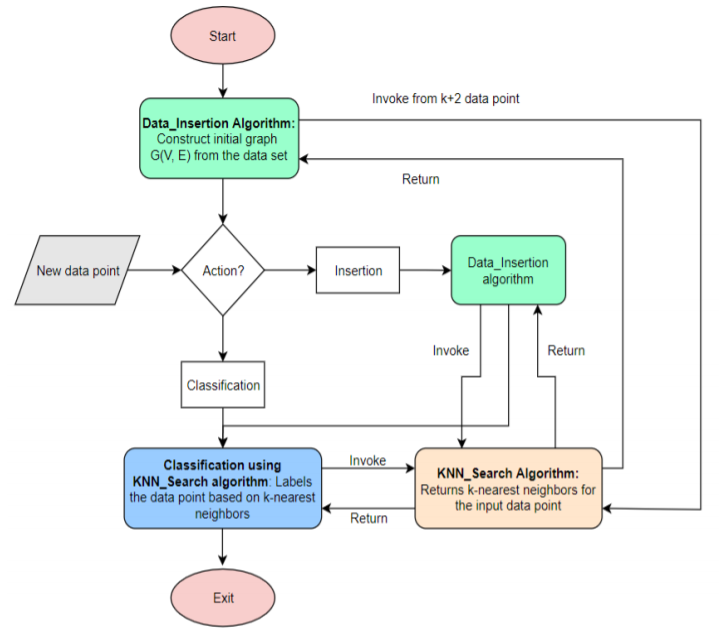 Start
Invoke from k+2 data point
Data_Insertion Algorithm:
Construct initial graph
G(V, E) from the data set
Return
New data point
Action?
Insertion
Data_Insertion
algorithm
Invoke
Return
Classification
Classification using
KNN_Search algorithm: Labels
the data point based on k-nearest
neighbors
Invoke
Return
KNN_Search Algorithm:
Returns k-nearest neighbors for
the input data point
Exit